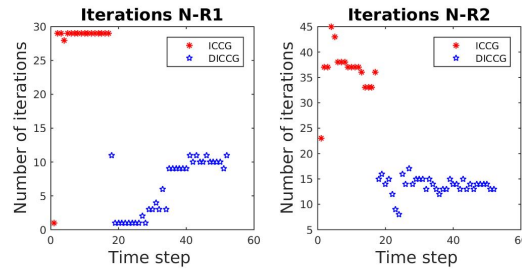 Iterations N-R1
30
25
20
15
10
5
0
0 20 40 60
Number of iterations
Time step
ICCG
DICCG
Iterations N-R2
45
40
35
30
25
20
15
10
5
0 20 40 60
Number of iterations
Time step
ICCG
DICCG